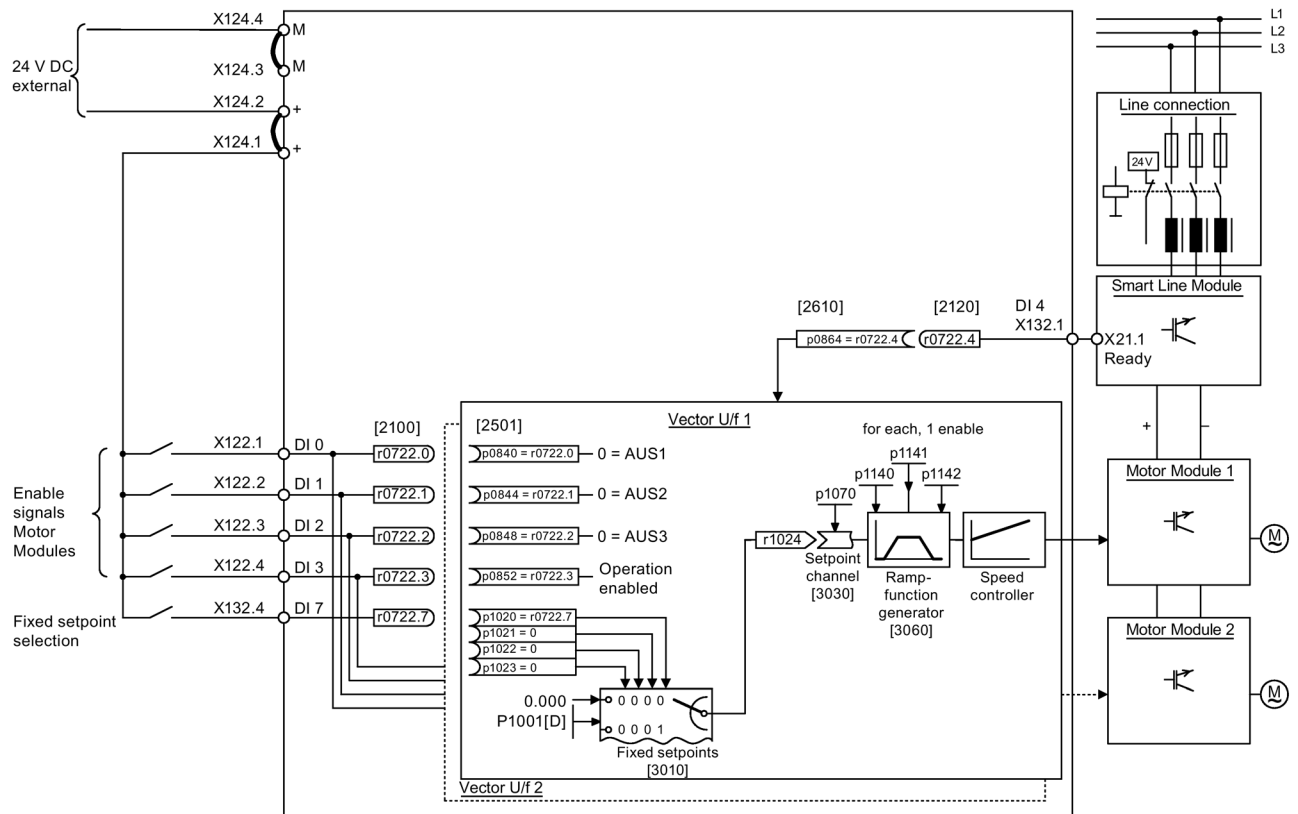 X124.4
M
24 V DC
external
X124.3
M
X124.2
+
X124.1
+
L1
L2
L3
Line connection
24V
Smart Line Module
[2610]
[2120]
DI 4
X132.1
p0864 = r0722.4
r0722.4
X21.1
Ready
+
–
Vector U/f 1
for each, 1 enable
p1141
p1140
p1142
p1070
[2100]
[2501]
X122.1
DI 0
r0722.0
p0840 = r0722.0
0 = AUS1
X122.2
DI 1
r0722.1
p0844 = r0722.1
0 = AUS2
X122.3
DI 2
r0722.2
p0848 = r0722.2
0 = AUS3
X122.4
DI 3
r0722.3
p0852 = r0722.3
Operation
enabled
Enable
signals
Motor
Modules
X132.4
DI 7
r0722.7
Fixed setpoint
selection
p1020 = r0722.7
p1021 = 0
p1022 = 0
p1023 = 0
r1024
Setpoint
channel
[3030]
Ramp-
function
generator
[3060]
Speed
controller
Motor Module 1
M
~
Motor Module 2
M
~
0.000
0 0 0 0
P1001[D]
0 0 0 1
Fixed setpoints
[3010]
Vector U/f 2